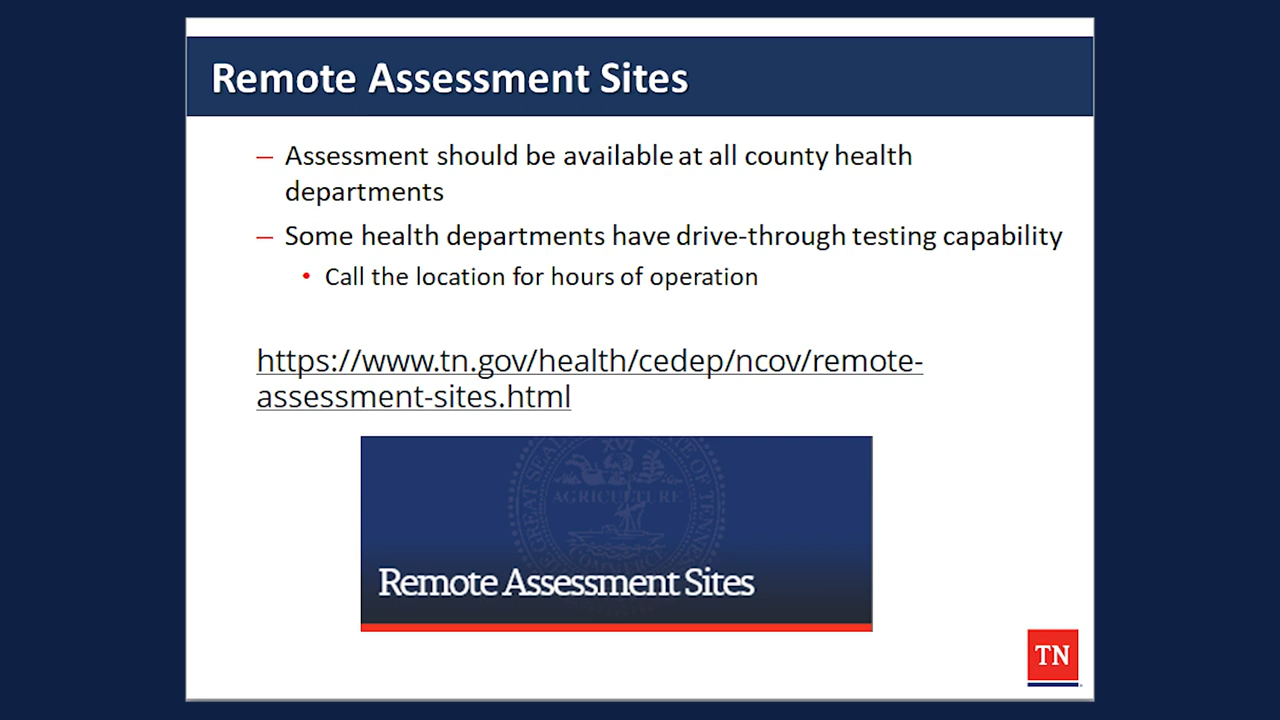 Remote Assessment Sites
– Assessment should be available at all county health
departments
– Some health departments have drive-through testing capability
• Call the location for hours of operation
https://www.tn.gov/health/cedep/ncov/remote-
assessment-sites.html
XVI
AGRICULTURE
Remote Assessment Sites
TN